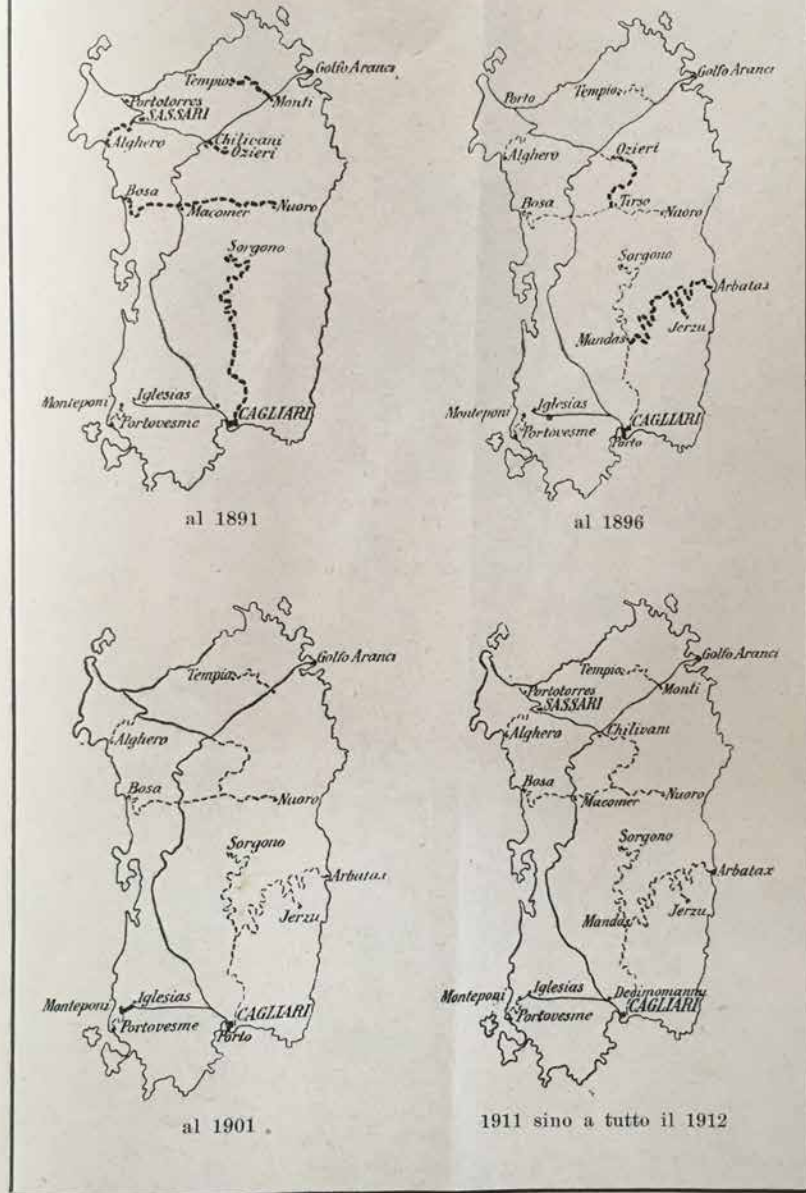 Tempio
Golfo Aranci
Monti
Portotorres
SASSARI
Chilivani
Ozieri
Alghero
Bosa
Macomer
Nuoro
Sorgono
Monteponi
Iglesias
Portovesme
CAGLIARI
al 1891
Tempio
Golfo Aranci
Porto
Alghero
Ozieri
Bosa
Tirso
Nuoro
Sorgono
Arbatax
Mandas
Jerzu
Monteponi
Iglesias
Portovesme
CAGLIARI
Porto
al 1896
Tempio
Golfo Aranci
Alghero
Bosa
Nuoro
Sorgono
Arbatax
Jerzu
Monteponi
Iglesias
Portovesme
CAGLIARI
Porto
al 1901
Tempio
Golfo Aranci
Monti
Portotorres
SASSARI
Chilivani
Alghero
Bosa
Macomer
Nuoro
Sorgono
Arbatax
Mandas
Jerzu
Monteponi
Iglesias
Decimomannu
Portovesme
CAGLIARI
1911 sino a tutto il 1912